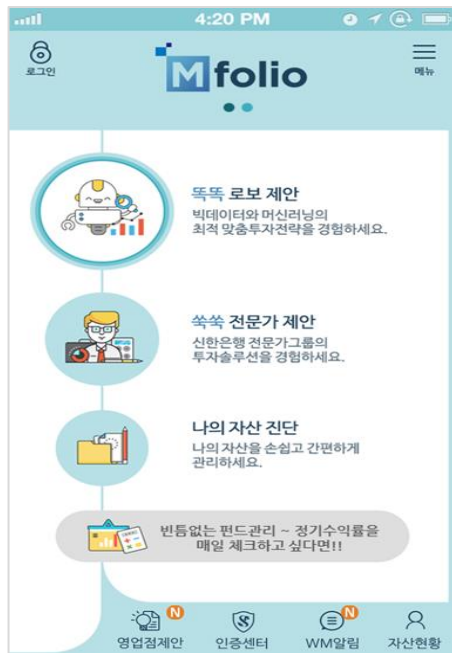 4:20 PM
로그인
M folio
메뉴
똑똑 로보 제안
빅데이터와 머신러닝의
최적 맞춤투자전략을 경험하세요.
쑥쑥 전문가 제안
신한은행 전문가그룹의
투자솔루션을 경험하세요.
나의 자산 진단
나의 자산을 손쉽고 간편하게
관리하세요.
빈틈없는 펀드관리 ~ 정기수익률을
매일 체크하고 싶다면!!
N N
영업점제안 인증센터 WM알림 자산현황